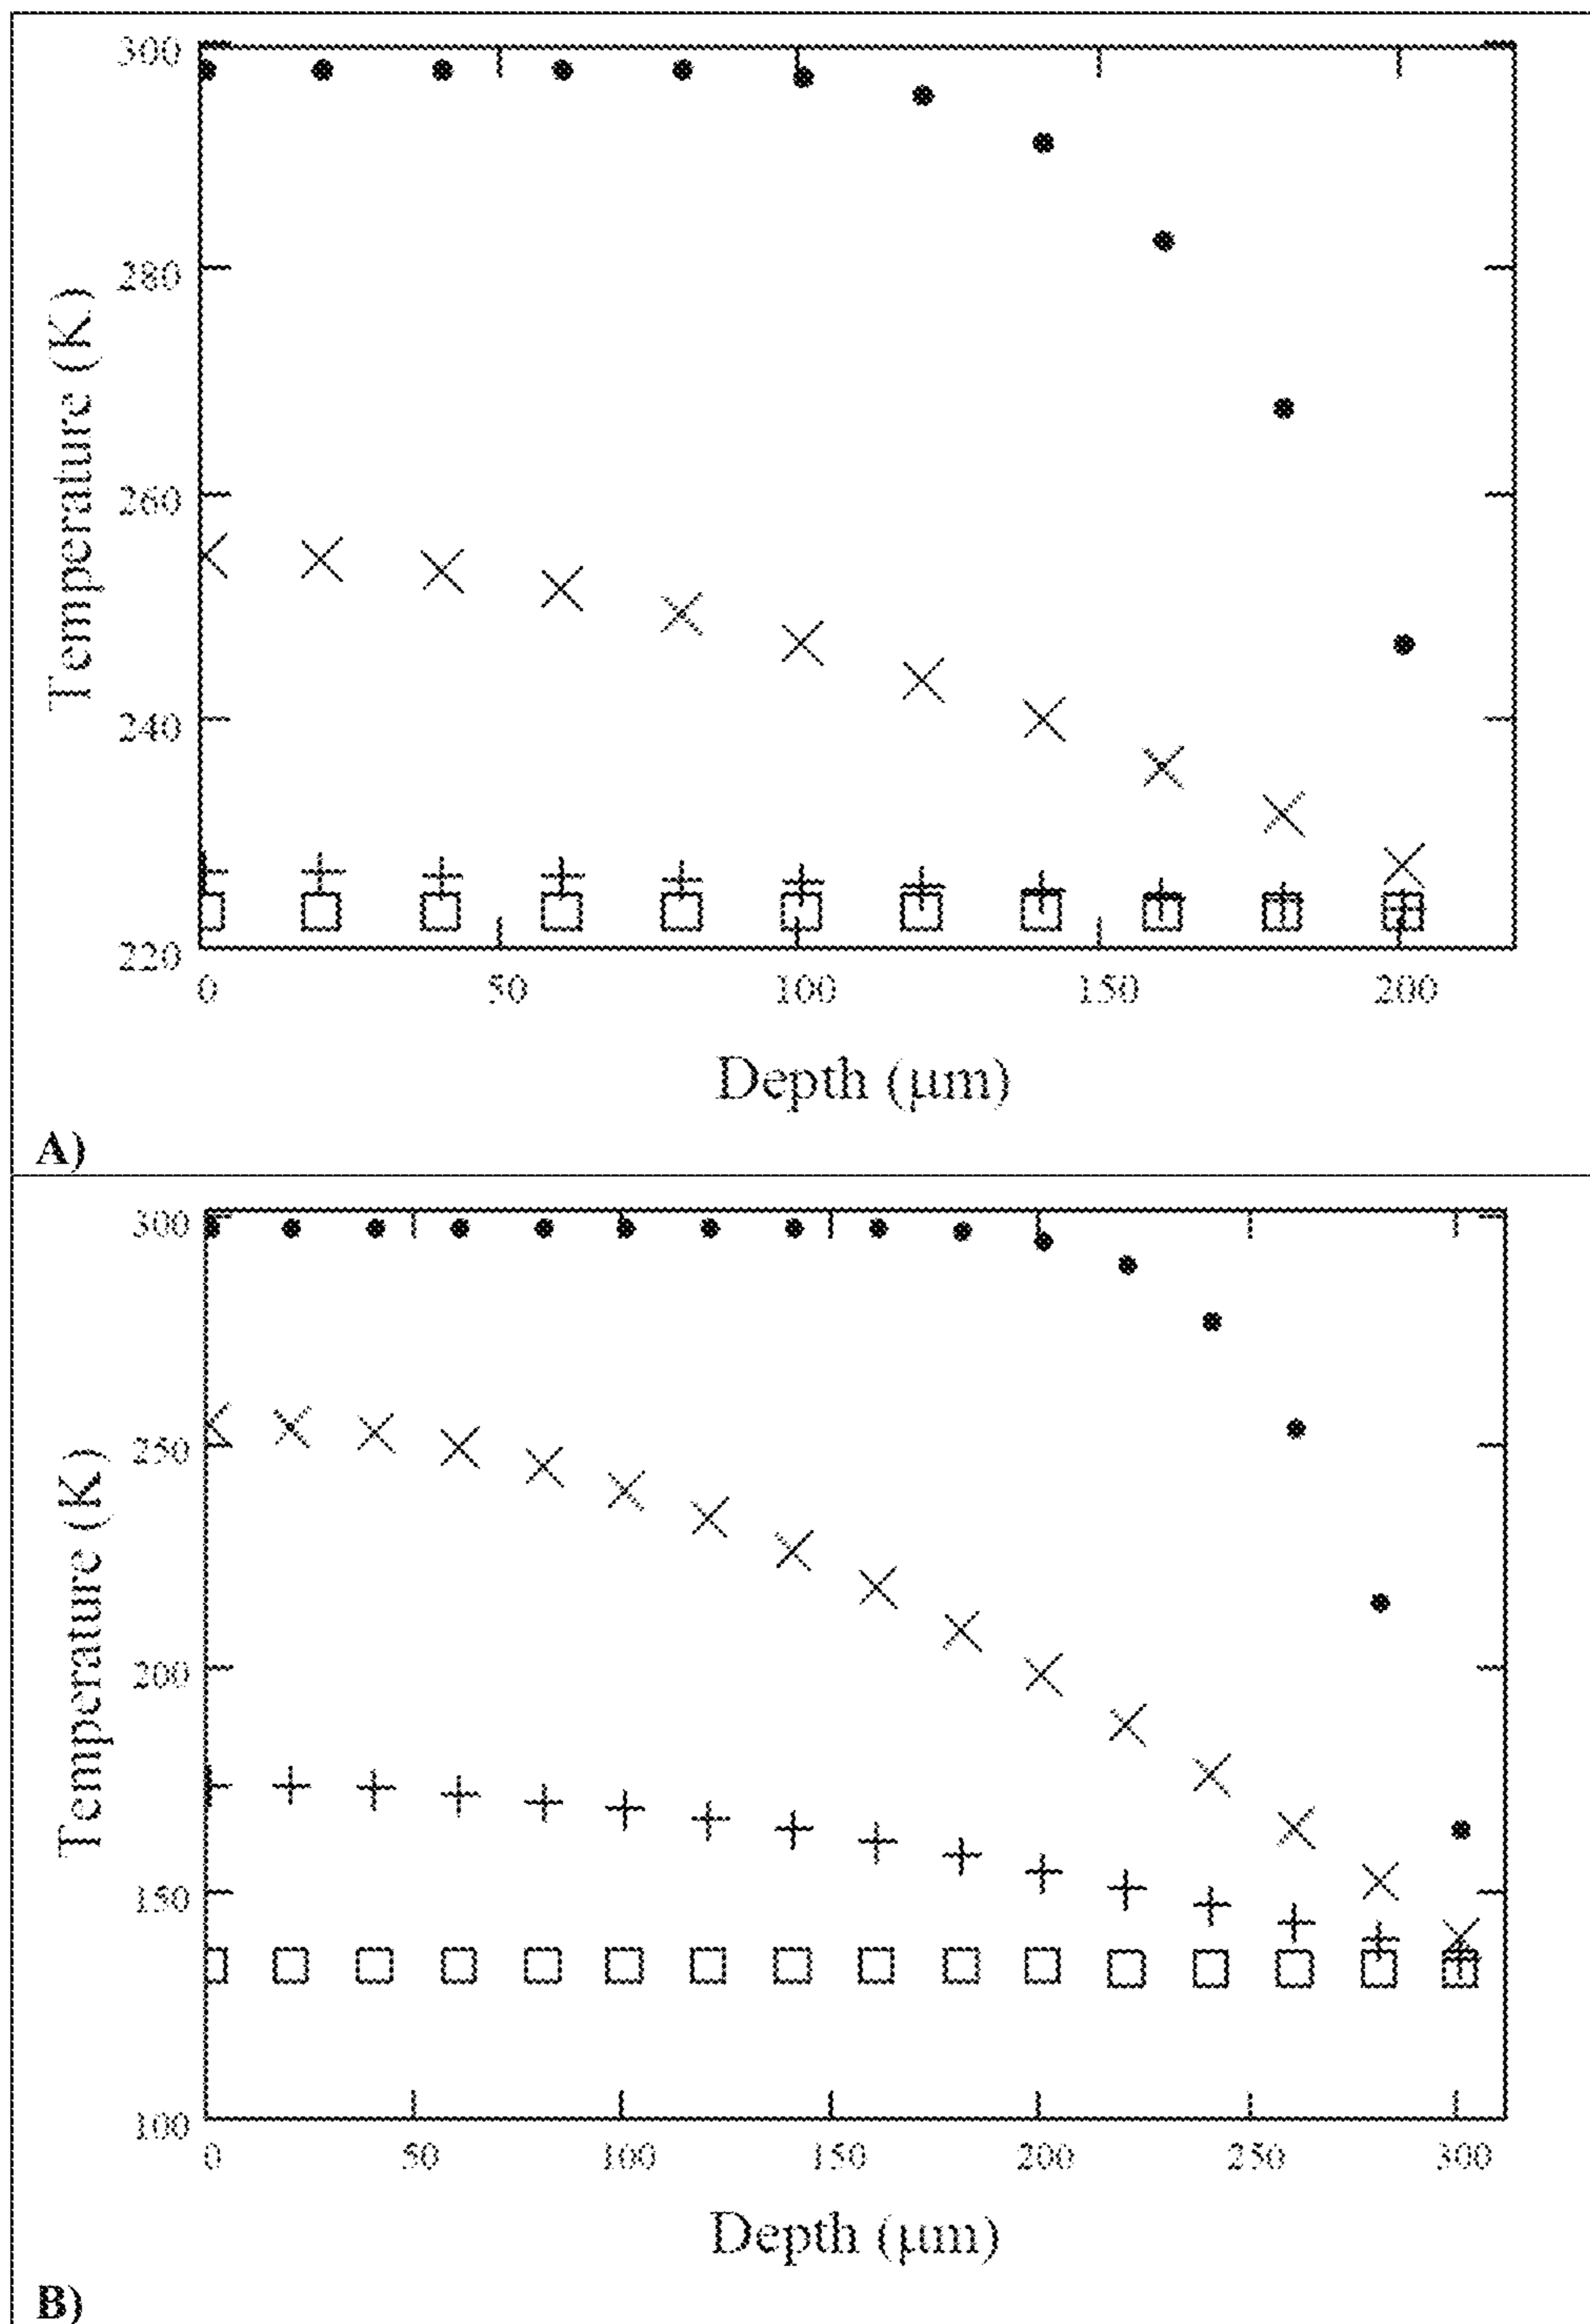 300
280
260
240
220
Temperature (K)
0 50 100 150 200
Depth (μm)
A)
300
250
200
150
100
Temperature (K)
0 50 100 150 200 250 300
Depth (μm)
B)